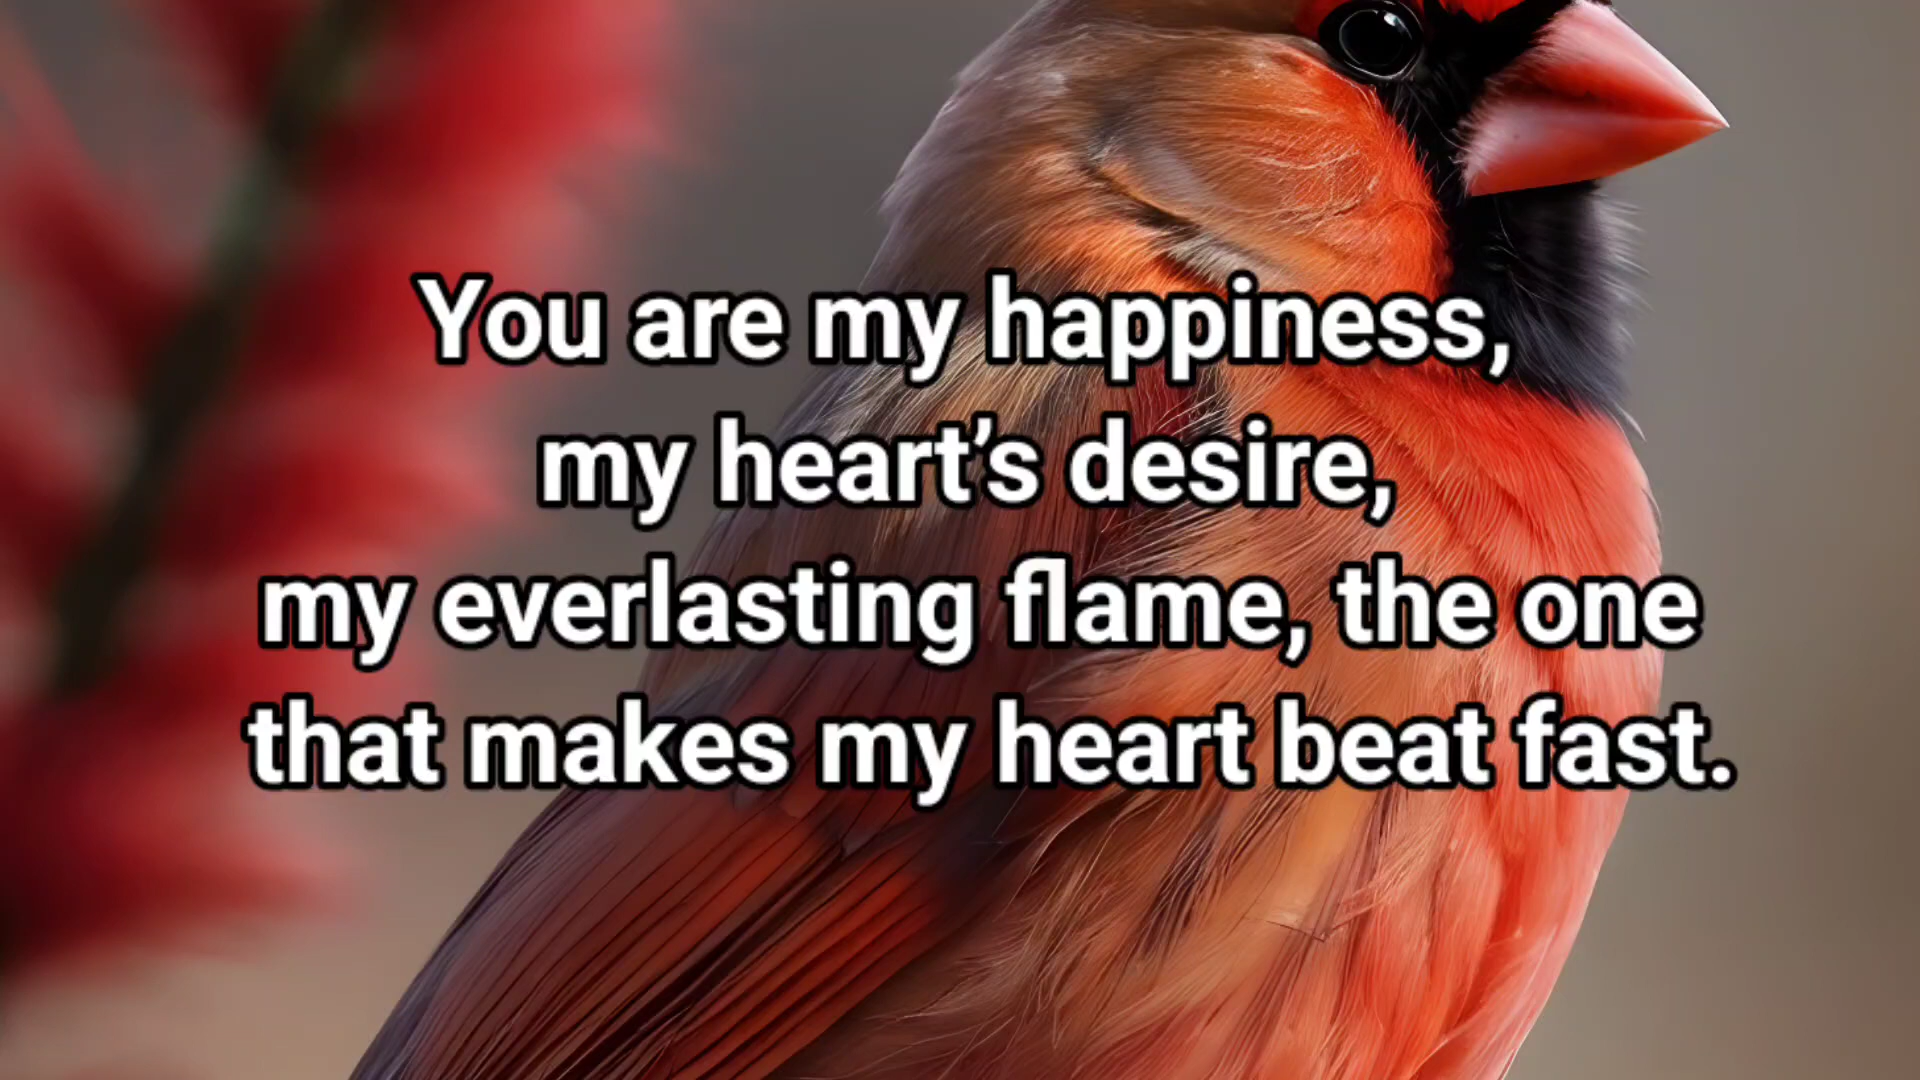 You are my happiness,
my heart’s desire,
my everlasting flame, the one
that makes my heart beat fast.